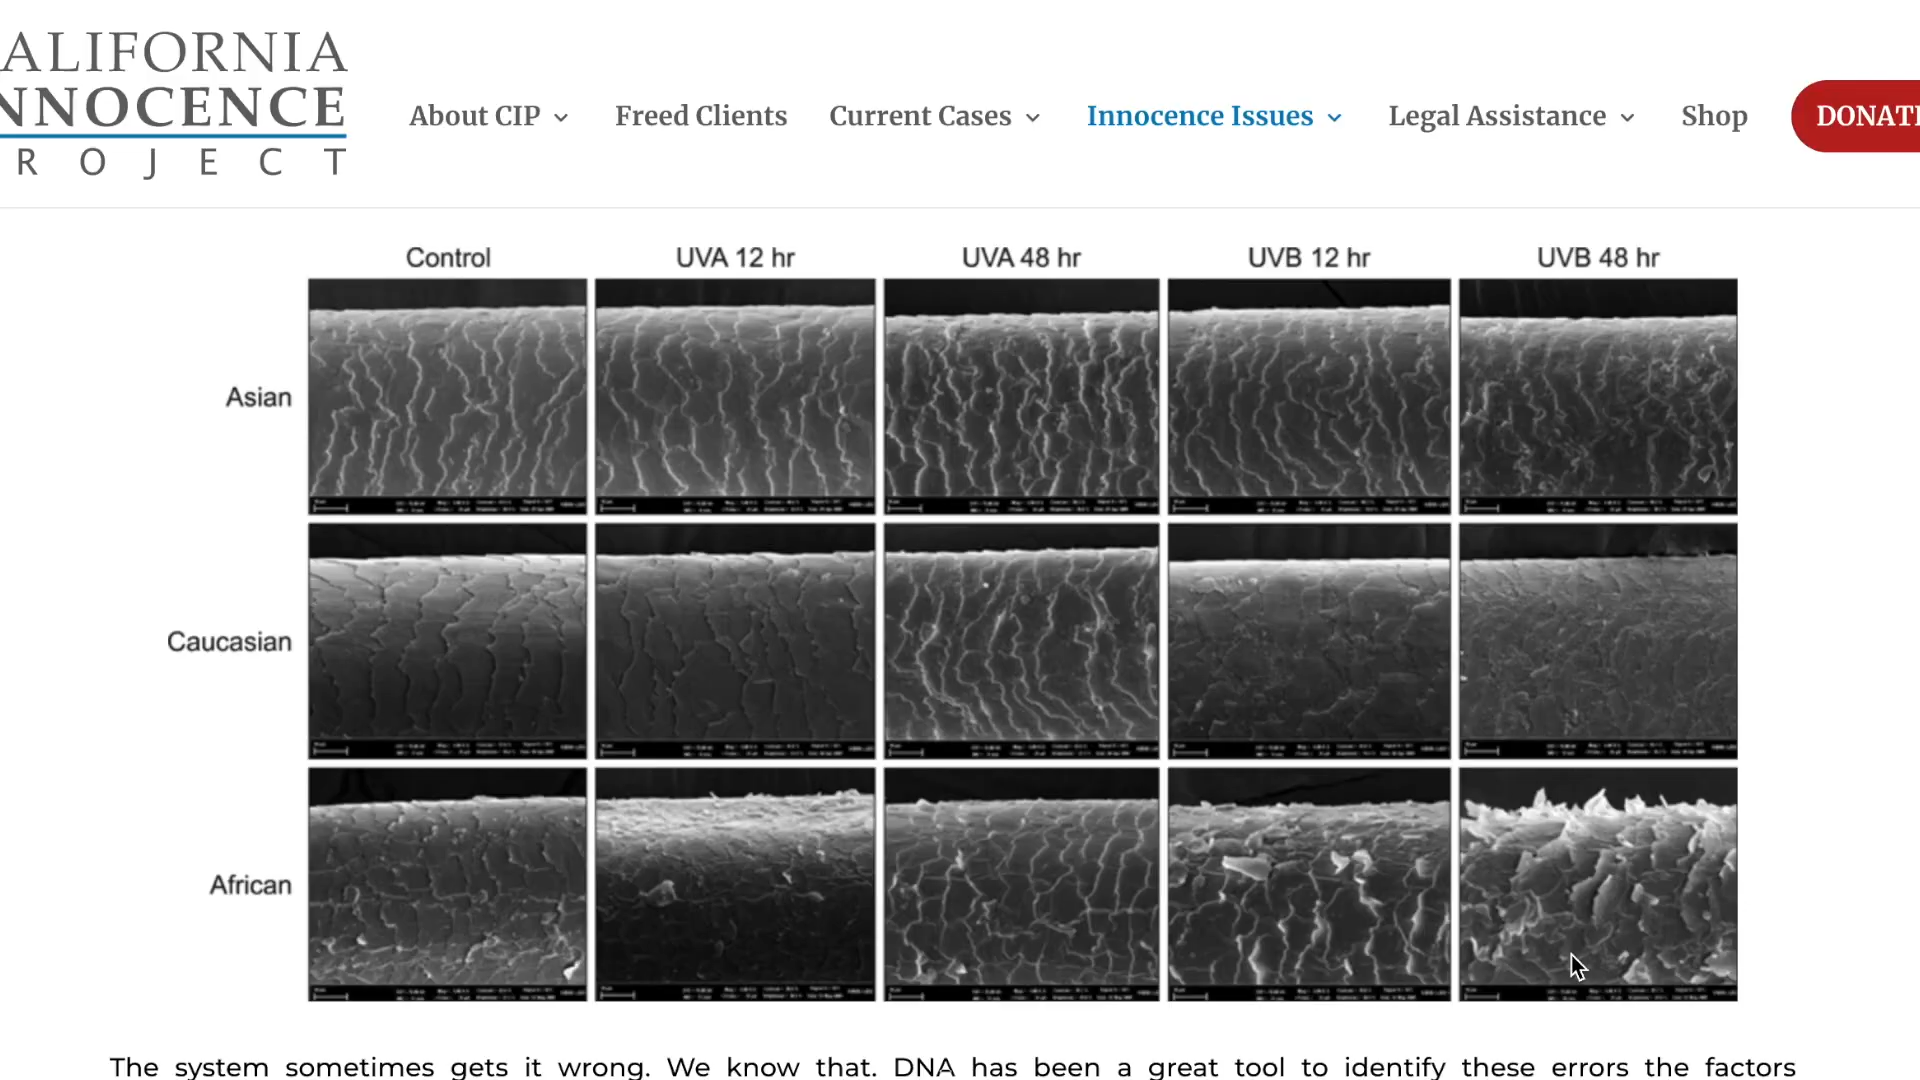 ALIFORNIA
NNOCENCE
R O J E C T
About CIP
Freed Clients
Current Cases
Innocence Issues
Legal Assistance
Shop
DONATE
Control
UVA 12 hr
UVA 48 hr
UVB 12 hr
UVB 48 hr
Asian
Caucasian
African
The system sometimes gets it wrong. We know that. DNA has been a great tool to identify these errors the factors